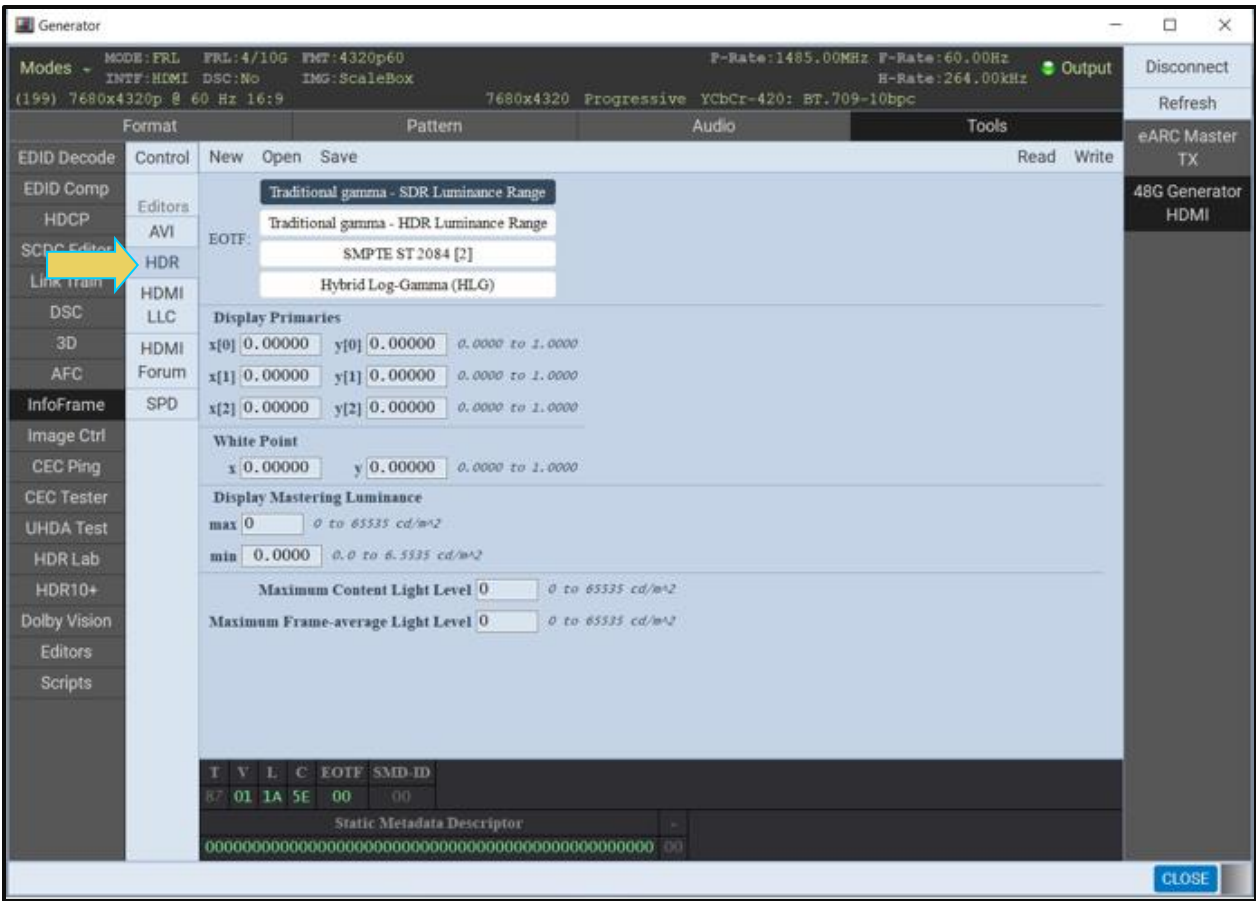 Generator
Modes
MODE:FRL FRL:4/10G FMT:4320p60 P-Rate:1485.00MHz F-Rate:60.00Hz
INTF:HDMI DSC:No IMG:ScaleBox H-Rate:264.00kHz
Output
(199) 7680x4320p @ 60 Hz 16:9 7680x4320 Progressive YCbCr-420: BT.709-10bpc
Disconnect
Refresh
eARC Master
TX
48G Generator
HDMI
Format Pattern Audio Tools
EDID Decode
EDID Comp
HDCP
SCDC Editor
Link Train
DSC
3D
AFC
InfoFrame
Image Ctrl
CEC Ping
CEC Tester
UHDA Test
HDR Lab
HDR10+
Dolby Vision
Editors
Scripts
Control
Editors
AVI
HDR
HDMI
LLC
HDMI
Forum
SPD
New Open Save Read Write
EOTF:
Traditional gamma - SDR Luminance Range
Traditional gamma - HDR Luminance Range
SMPTE ST 2084 [2]
Hybrid Log-Gamma (HLG)
Display Primaries
x[0] 0.00000 y[0] 0.00000 0.0000 to 1.0000
x[1] 0.00000 y[1] 0.00000 0.0000 to 1.0000
x[2] 0.00000 y[2] 0.00000 0.0000 to 1.0000
White Point
x 0.00000 y 0.00000 0.0000 to 1.0000
Display Mastering Luminance
max 0 0 to 65535 cd/m^2
min 0.0000 0.0 to 6.5535 cd/m^2
Maximum Content Light Level 0 0 to 65535 cd/m^2
Maximum Frame-average Light Level 0 0 to 65535 cd/m^2
T V L C EOTF SMD-ID
87 01 1A 5E 00 00
Static Metadata Descriptor -
000000000000000000000000000000000000000000000000 00
CLOSE